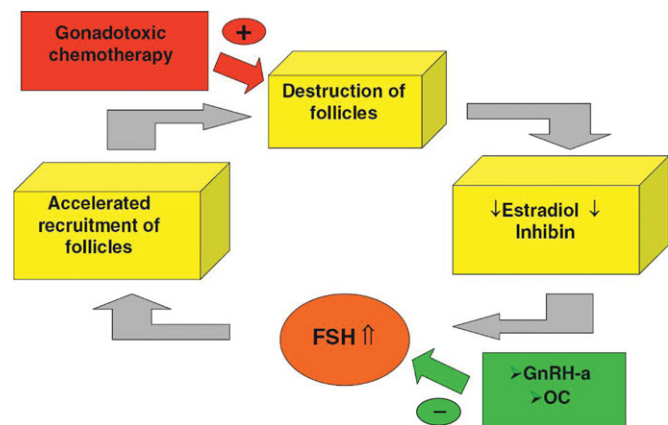 Gonadotoxic
chemotherapy
+
Destruction of
follicles
↓Estradiol ↓
Inhibin
FSH⇑
➢GnRH-a
➢OC
−
Accelerated
recruitment of
follicles